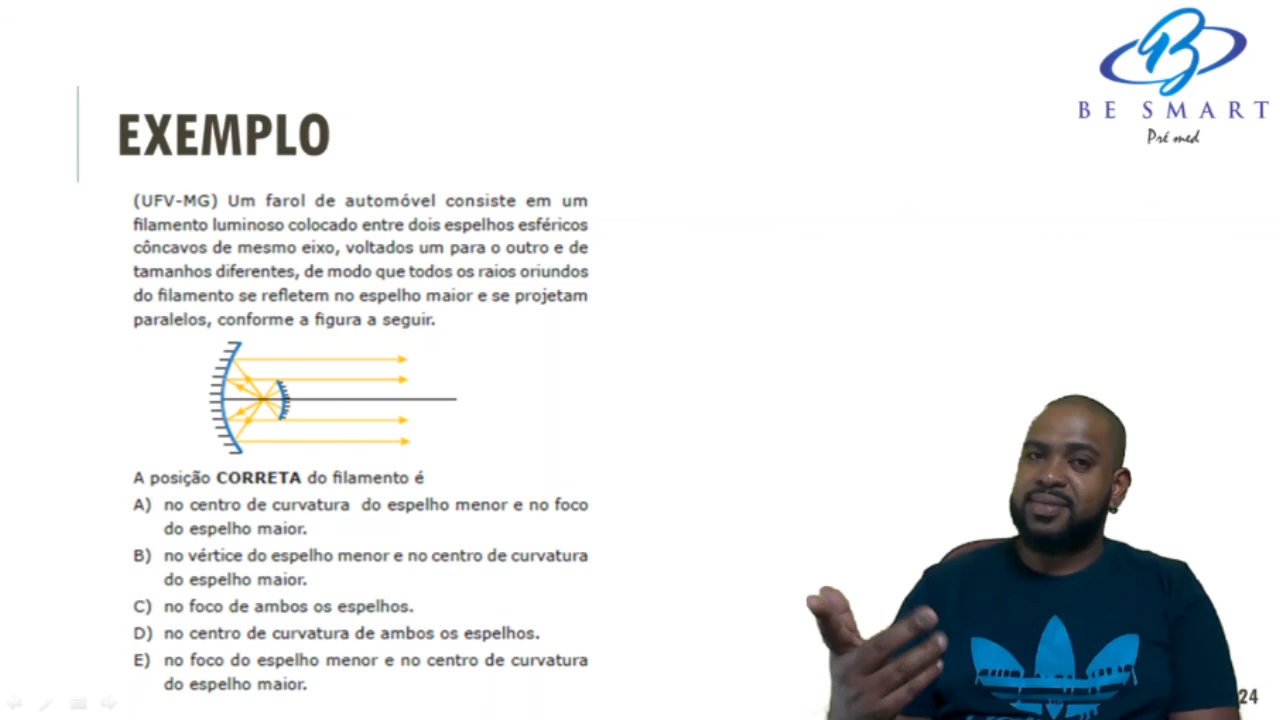 BE SMART
Pré med
EXEMPLO
(UFV-MG) Um farol de automóvel consiste em um
filamento luminoso colocado entre dois espelhos esféricos
côncavos de mesmo eixo, voltados um para o outro e de
tamanhos diferentes, de modo que todos os raios oriundos
do filamento se refletem no espelho maior e se projetam
paralelos, conforme a figura a seguir.
A posição CORRETA do filamento é
A) no centro de curvatura do espelho menor e no foco
do espelho maior.
B) no vértice do espelho menor e no centro de curvatura
do espelho maior.
C) no foco de ambos os espelhos.
D) no centro de curvatura de ambos os espelhos.
E) no foco do espelho menor e no centro de curvatura
do espelho maior.
24